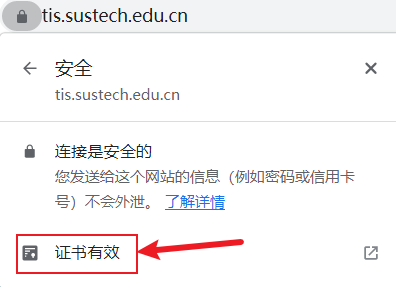 tis.sustech.edu.cn
安全
tis.sustech.edu.cn
连接是安全的
您发送给这个网站的信息（例如密码或信用卡
号）不会外泄。 了解详情
证书有效